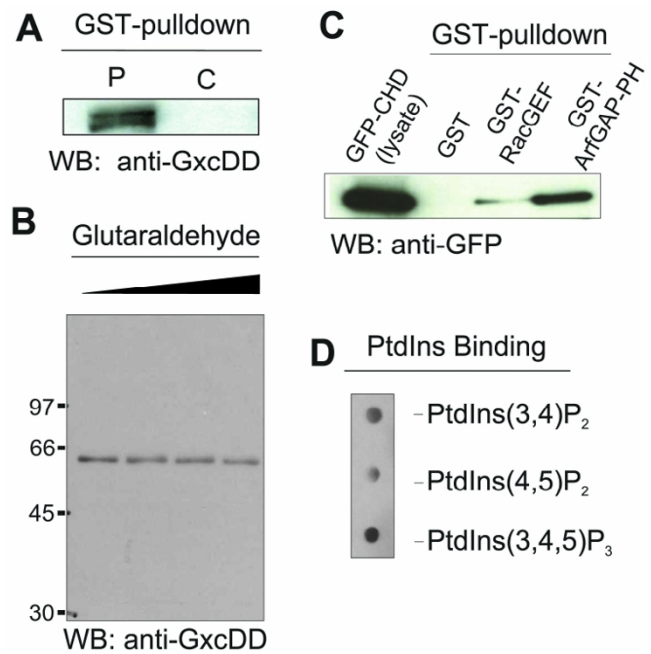 A
GST-pulldown
P C
WB: anti-GxcDD
B
Glutaraldehyde
97
66
45
30
WB: anti-GxcDD
C
GST-pulldown
GFP-CHD
(lysate)
GST
GST-
RacGEF
GST-
ArfGAP-PH
WB: anti-GFP
D
PtdIns Binding
-PtdIns(3,4)P₂
-PtdIns(4,5)P₂
-PtdIns(3,4,5)P₃